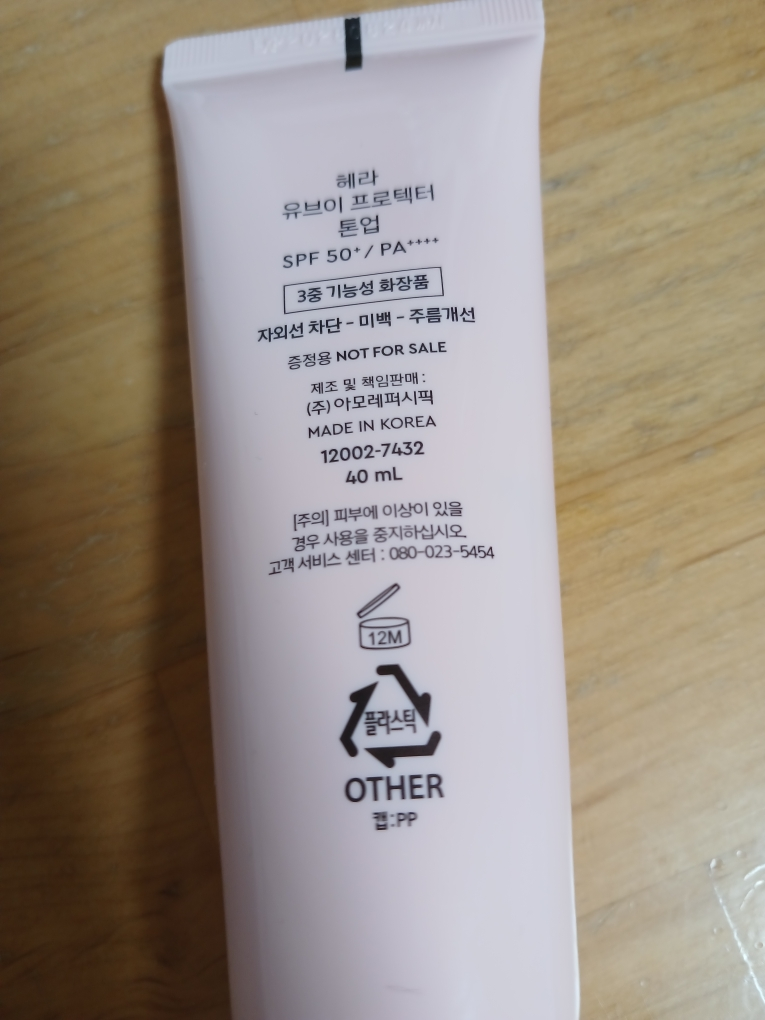 헤라
유브이 프로텍터
톤업
SPF 50+ / PA++++
3중 기능성 화장품
자외선 차단 - 미백 - 주름개선
증정용 NOT FOR SALE
제조 및 책임판매 :
(주)아모레퍼시픽
MADE IN KOREA
12002-7432
40 mL
[주의] 피부에 이상이 있을
경우 사용을 중지하십시오.
고객 서비스 센터 : 080-023-5454
12M
플라스틱
OTHER
캡:PP